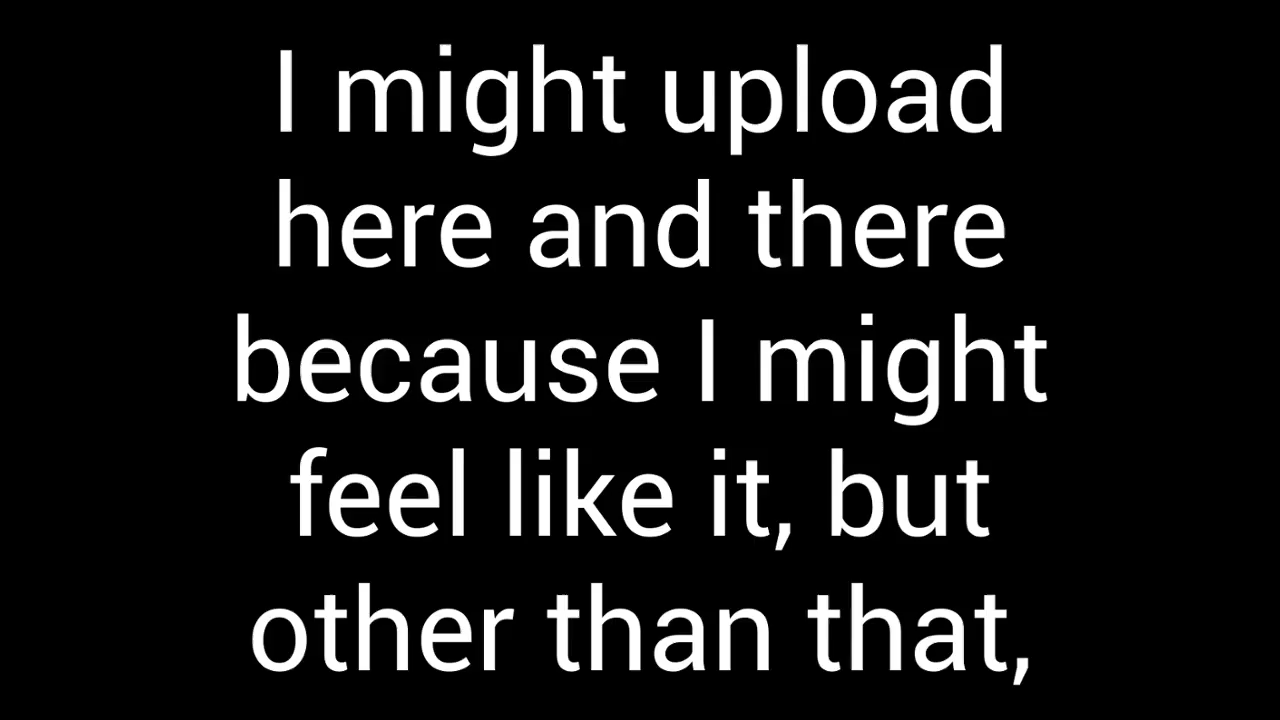 I might upload
here and there
because I might
feel like it, but
other than that,